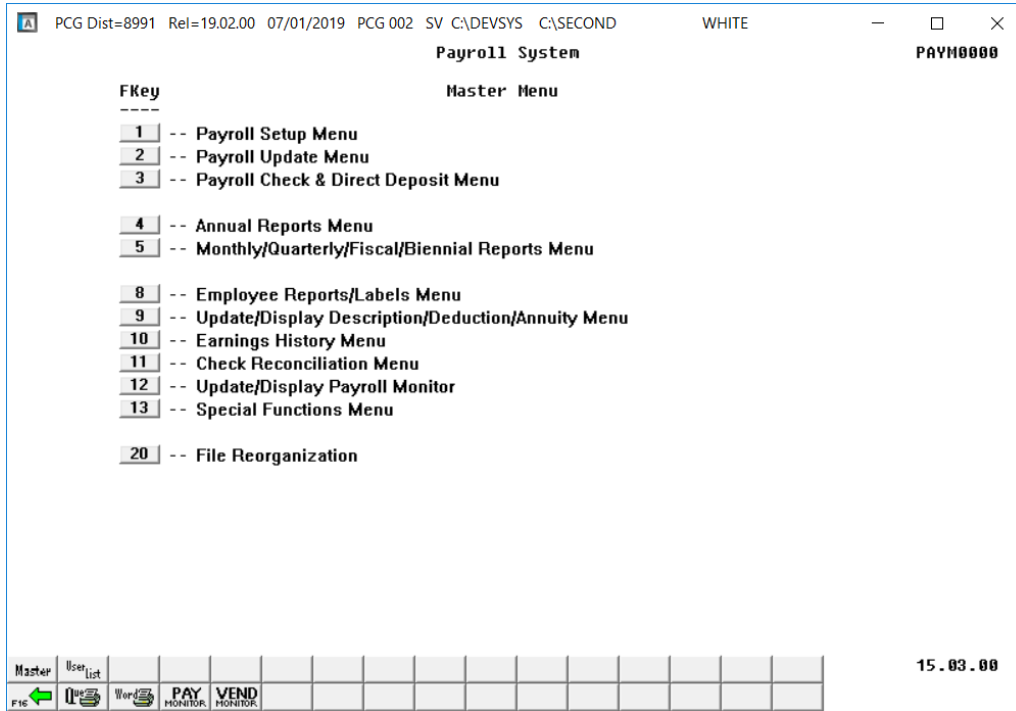 A PCG Dist=8991 Rel=19.02.00 07/01/2019 PCG 002 SV C:\DEVSYS C:\SECOND WHITE
Payroll System PAYM0000
FKey Master Menu
----
1 -- Payroll Setup Menu
2 -- Payroll Update Menu
3 -- Payroll Check & Direct Deposit Menu
4 -- Annual Reports Menu
5 -- Monthly/Quarterly/Fiscal/Biennial Reports Menu
8 -- Employee Reports/Labels Menu
9 -- Update/Display Description/Deduction/Annuity Menu
10 -- Earnings History Menu
11 -- Check Reconciliation Menu
12 -- Update/Display Payroll Monitor
13 -- Special Functions Menu
20 -- File Reorganization
Master User List 15.03.00
F16 Que Word PAY MONITOR VEND MONITOR